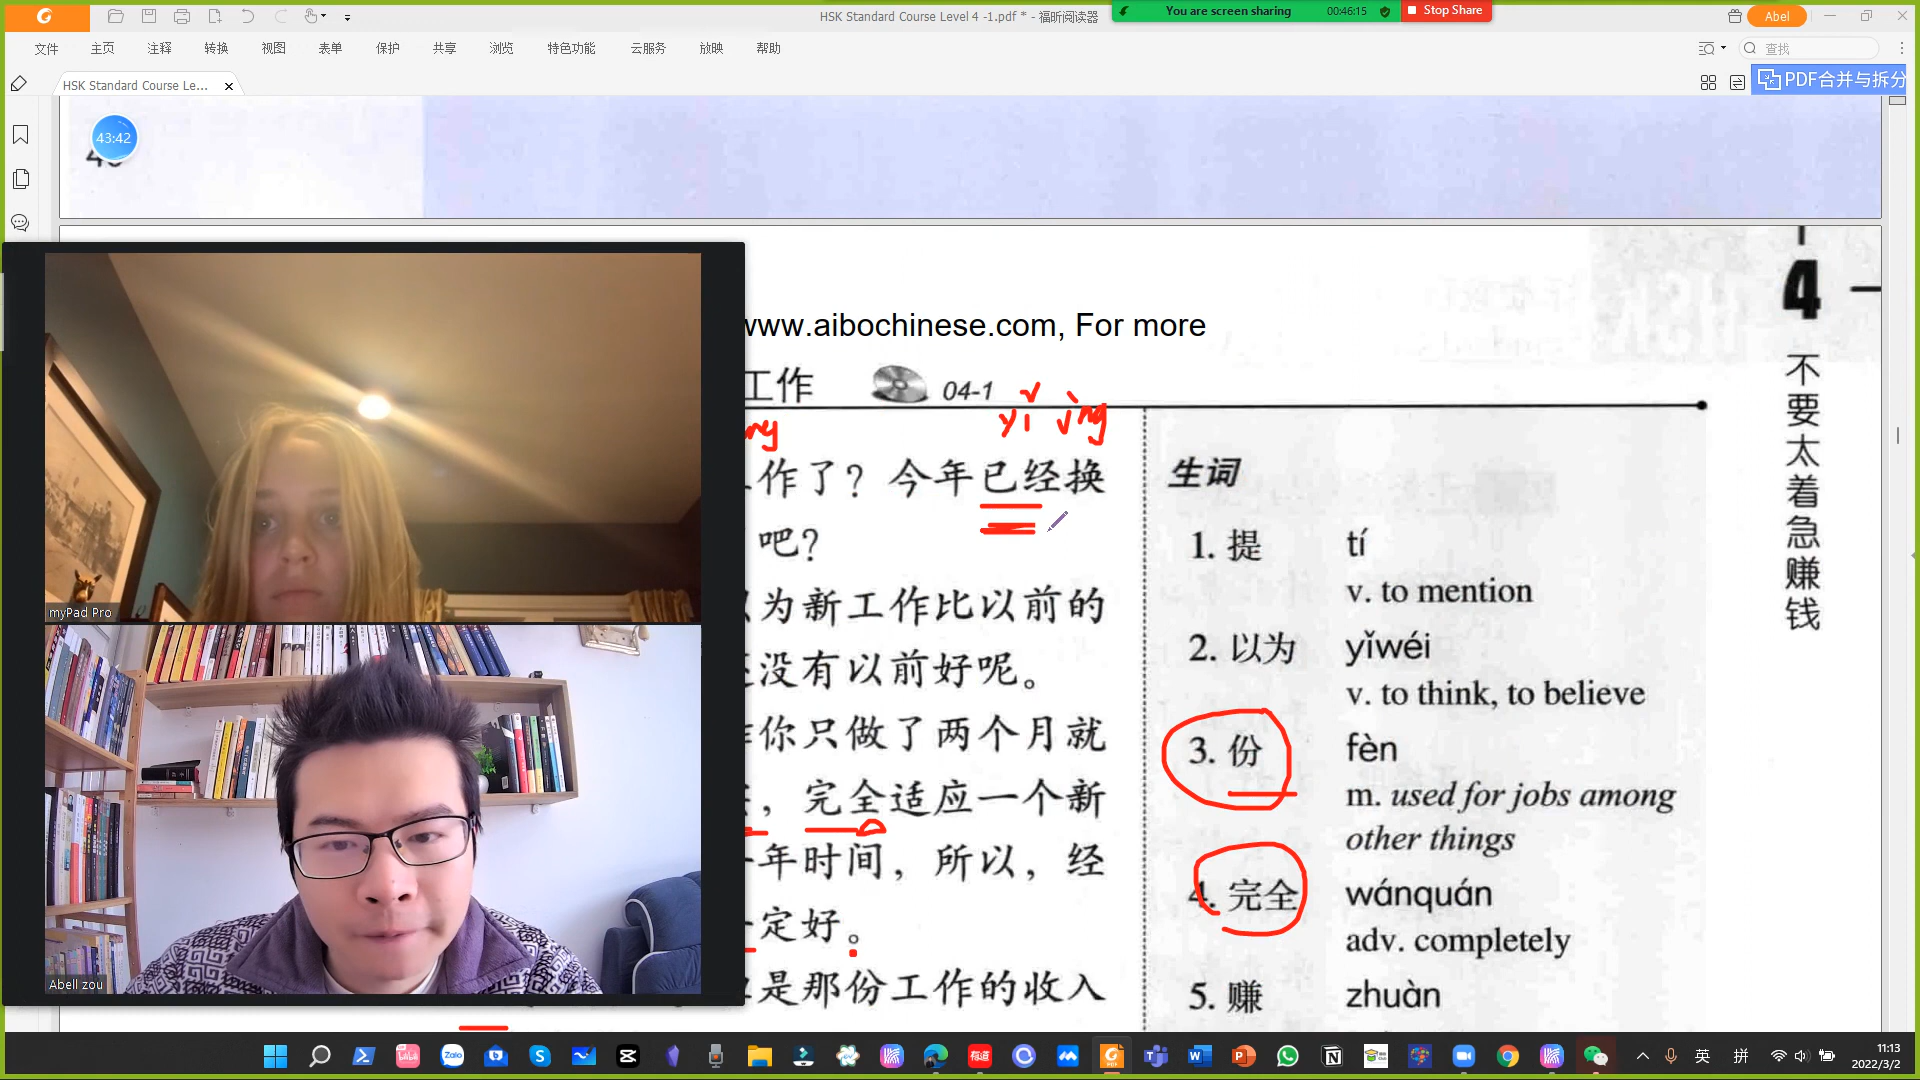 HSK Standard Course Level 4 -1.pdf * - 福昕阅读器
You are screen sharing
00:46:15
Stop Share
Abel
文件 主页 注释 转换 视图 表单 保护 共享 浏览 特色功能 云服务 放映 帮助
查找
HSK Standard Course Le...
PDF合并与拆分
43:42
www.aibochinese.com, For more
工作
04-1
yǐ jìng
作了？今年已经换
吧？
为新工作比以前的
没有以前好呢。
你只做了两个月就
，完全适应一个新
年时间，所以，经
定好。
是那份工作的收入
生词
1. 提 tí
v. to mention
2. 以为 yǐwéi
v. to think, to believe
3. 份 fèn
m. used for jobs among
other things
4. 完全 wánquán
adv. completely
5. 赚 zhuàn
4
不要太着急赚钱
myPad Pro
Abell zou
英 拼
11:13
2022/3/2